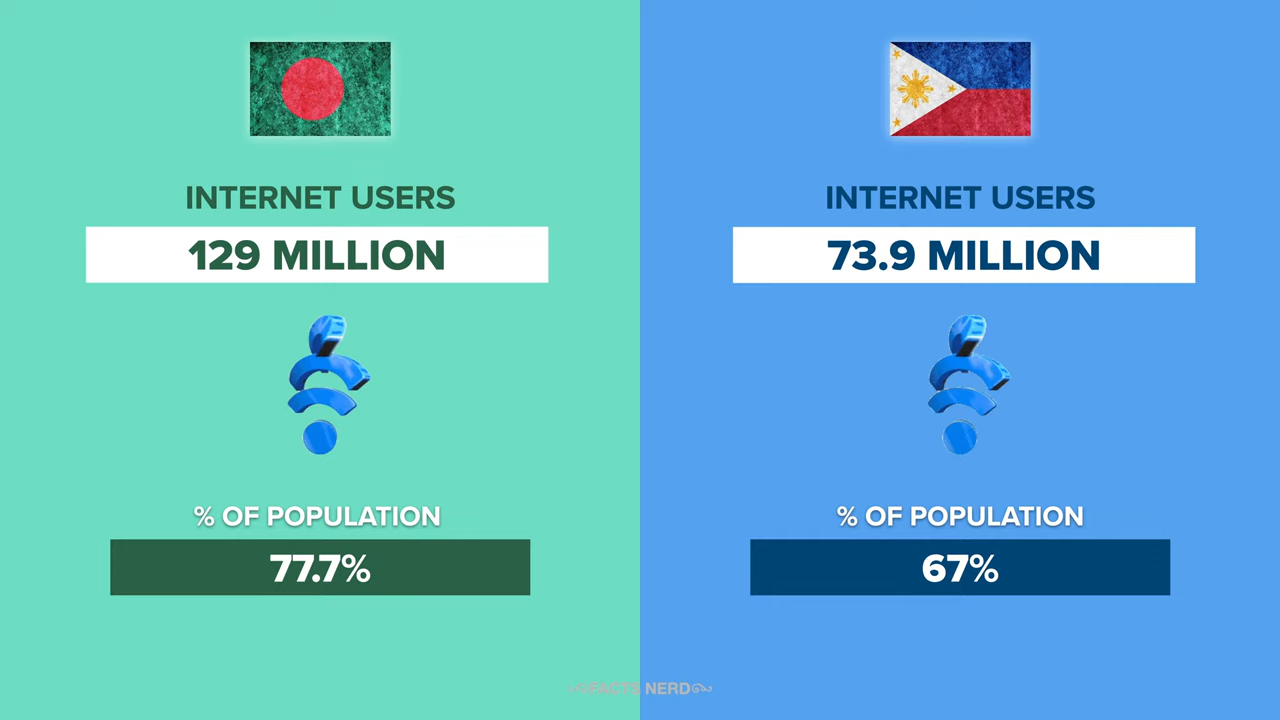 INTERNET USERS
129 MILLION
% OF POPULATION
77.7%
INTERNET USERS
73.9 MILLION
% OF POPULATION
67%
FACTS NERD